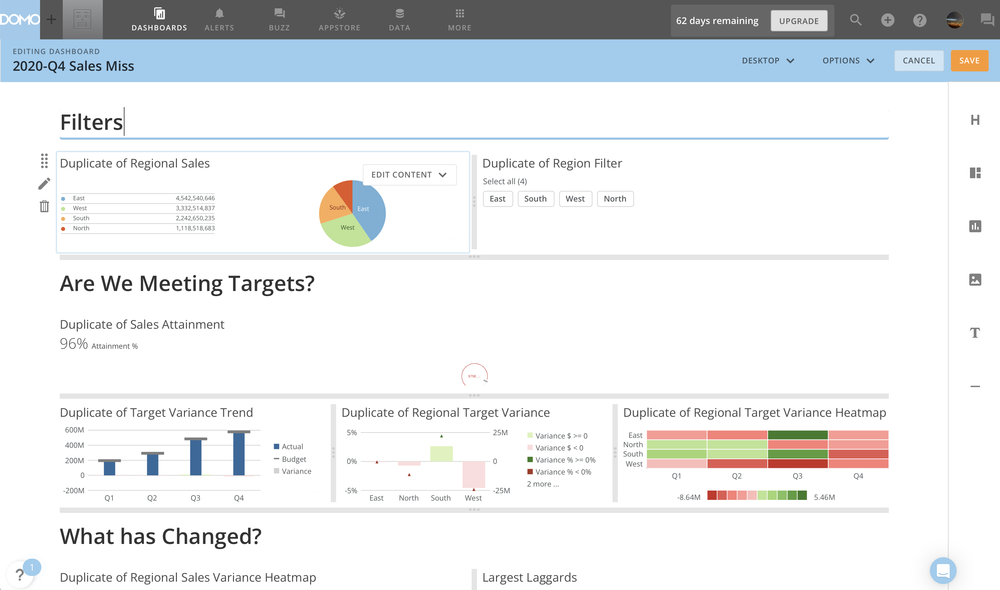 DOMO
DASHBOARDS
ALERTS
BUZZ
APPSTORE
DATA
MORE
62 days remaining
UPGRADE
EDITING DASHBOARD
2020-Q4 Sales Miss
DESKTOP
OPTIONS
CANCEL
SAVE
Filters
H
Duplicate of Regional Sales
EDIT CONTENT
East 4,542,540,646
West 3,332,514,837
South 2,242,650,235
North 1,118,518,683
South
East
West
Duplicate of Region Filter
Select all (4)
East South West North
Are We Meeting Targets?
T
Duplicate of Sales Attainment
96% Attainment %
$798. ...
Duplicate of Target Variance Trend
600M
400M
200M
0
-200M
Q1 Q2 Q3 Q4
Actual
Budget
Variance
Duplicate of Regional Target Variance
5% 25M
0% 0
-5% -25M
East North South West
Variance $ >= 0
Variance $ < 0
Variance % >= 0%
Variance % < 0%
2 more ...
Duplicate of Regional Target Variance Heatmap
East
North
South
West
Q1 Q2 Q3 Q4
-8.64M 5.46M
What has Changed?
? 1
Duplicate of Regional Sales Variance Heatmap
Largest Laggards